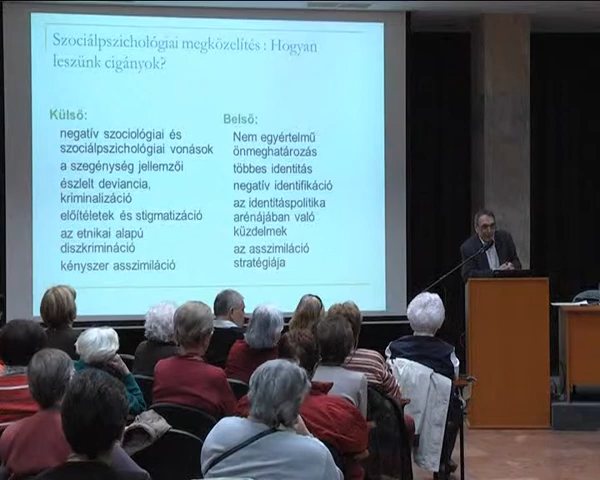 Szociálpszichológiai megközelítés : Hogyan
leszünk cigányok?
Külső:
negatív szociológiai és
szociálpszichológiai vonások
a szegénység jellemzői
észlelt deviancia,
kriminalizáció
előítéletek és stigmatizáció
az etnikai alapú
diszkrimináció
kényszer asszimiláció
Belső:
Nem egyértelmű
önmeghatározás
többes identitás
negatív identifikáció
az identitáspolitika
arénájában való
küzdelmek
az asszimiláció
stratégiája